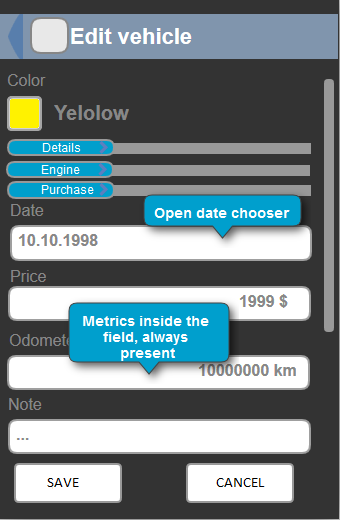 Edit vehicle
Color
Yelolow
Details
Engine
Purchase
Date
Open date chooser
10.10.1998
Price
1999 $
Metrics inside the
field, always
present
Odomete
10000000 km
Note
...
SAVE
CANCEL